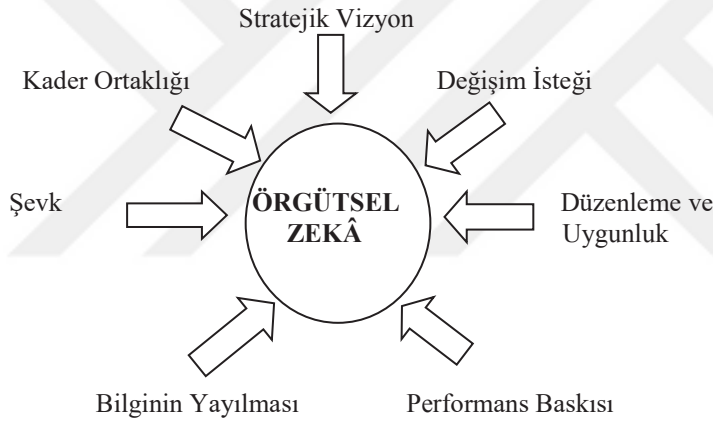 Stratejik Vizyon
Kader Ortaklığı
Değişim İsteği
Şevk
ÖRGÜTSEL
ZEKÂ
Düzenleme ve
Uygunluk
Bilginin Yayılması
Performans Baskısı